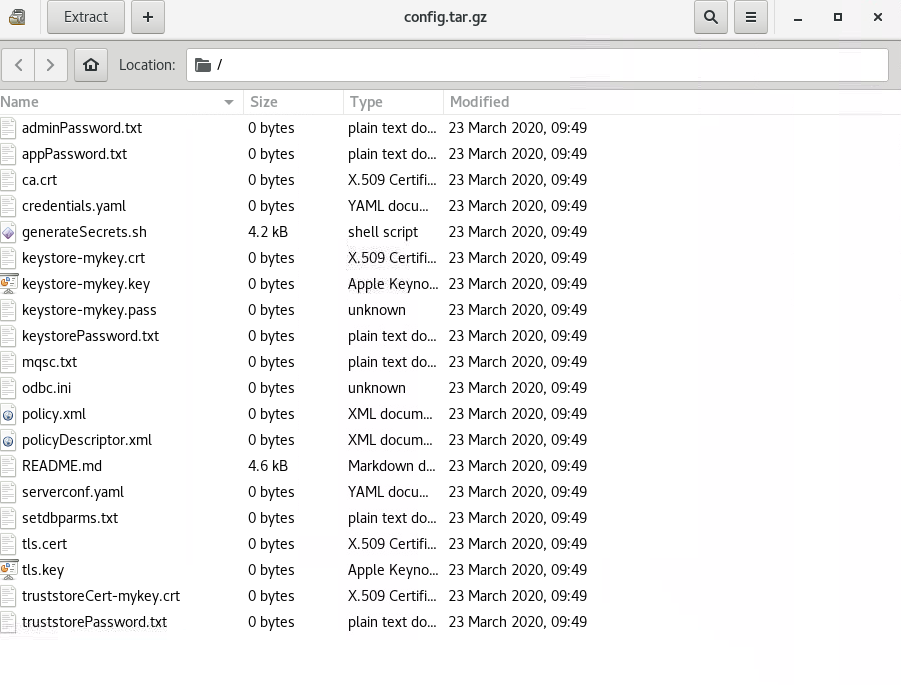 Extract + config.tar.gz
Location: /
Name Size Type Modified
adminPassword.txt 0 bytes plain text do... 23 March 2020, 09:49
appPassword.txt 0 bytes plain text do... 23 March 2020, 09:49
ca.crt 0 bytes X.509 Certifi... 23 March 2020, 09:49
credentials.yaml 0 bytes YAML docu... 23 March 2020, 09:49
generateSecrets.sh 4.2 kB shell script 23 March 2020, 09:49
keystore-mykey.crt 0 bytes X.509 Certifi... 23 March 2020, 09:49
keystore-mykey.key 0 bytes Apple Keyno... 23 March 2020, 09:49
keystore-mykey.pass 0 bytes unknown 23 March 2020, 09:49
keystorePassword.txt 0 bytes plain text do... 23 March 2020, 09:49
mqsc.txt 0 bytes plain text do... 23 March 2020, 09:49
odbc.ini 0 bytes unknown 23 March 2020, 09:49
policy.xml 0 bytes XML docum... 23 March 2020, 09:49
policyDescriptor.xml 0 bytes XML docum... 23 March 2020, 09:49
README.md 4.6 kB Markdown d... 23 March 2020, 09:49
serverconf.yaml 0 bytes YAML docu... 23 March 2020, 09:49
setdbparms.txt 0 bytes plain text do... 23 March 2020, 09:49
tls.cert 0 bytes X.509 Certifi... 23 March 2020, 09:49
tls.key 0 bytes Apple Keyno... 23 March 2020, 09:49
truststoreCert-mykey.crt 0 bytes X.509 Certifi... 23 March 2020, 09:49
truststorePassword.txt 0 bytes plain text do... 23 March 2020, 09:49